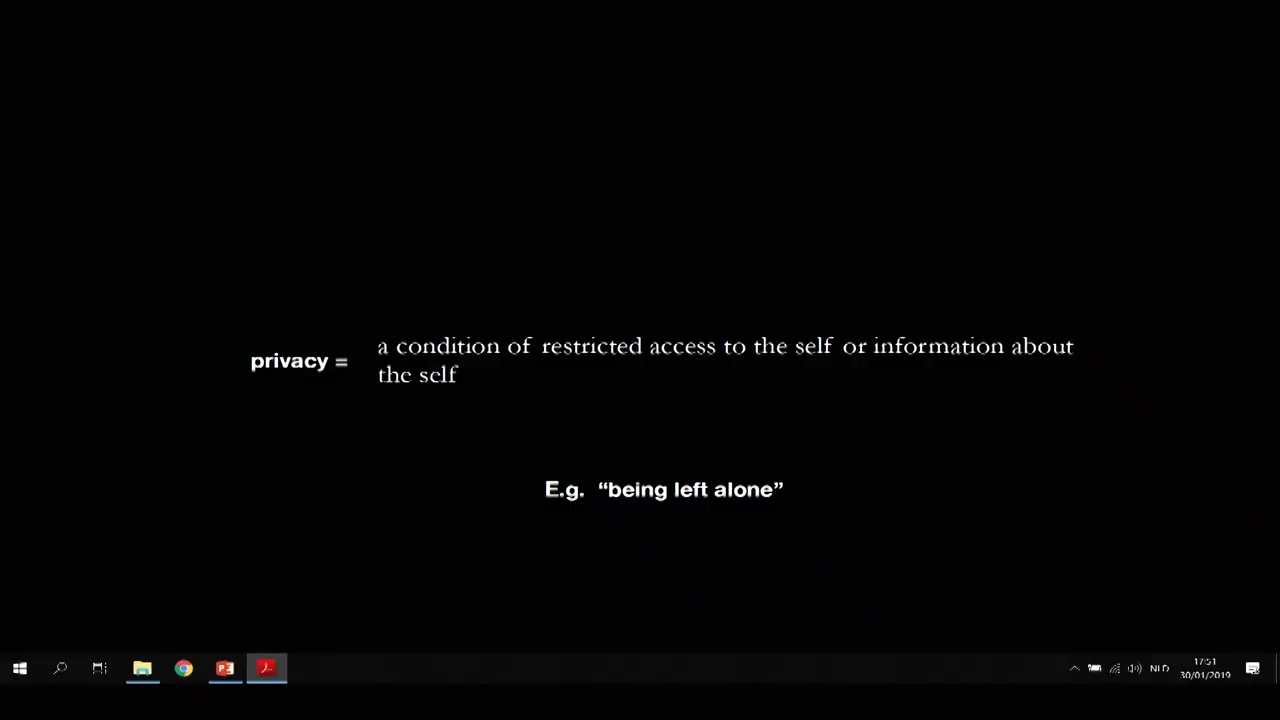 privacy =
a condition of restricted access to the self or information about
the self
E.g. “being left alone”
NLD
17:51
30/01/2019